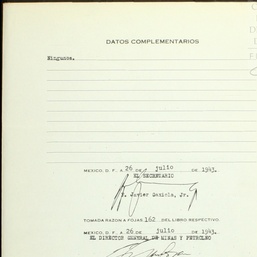 DATOS COMPLEMENTARIOS
Ningunos.
MEXICO, D. F., A 26 DE julio DE 1943.
EL SECRETARIO
Javier Gaxiola, Jr.
TOMADA RAZON A FOJAS 162 DEL LIBRO RESPECTIVO
MEXICO, D. F., A 26 DE julio DE 1943.
EL DIRECTOR GENERAL DE MINAS Y PETROLEO